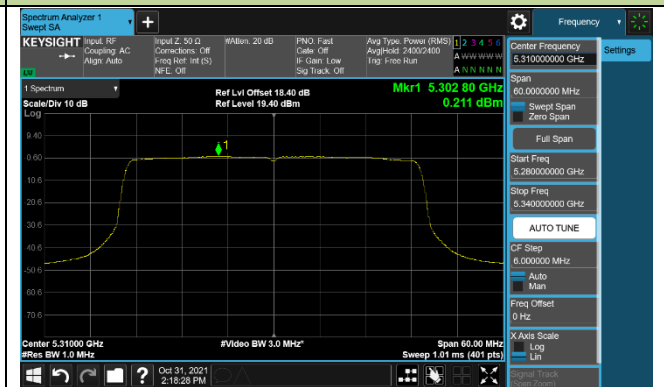 Spectrum Analyzer 1
Swept SA
+
Frequency
KEYSIGHT
Input: RF
Coupling: AC
Align: Auto
Input Z: 50 Ω
Corrections: Off
Freq Ref: Int (S)
NFE: Off
#Atten: 20 dB
PNO: Fast
Gate: Off
IF Gain: Low
Sig Track: Off
Avg Type: Power (RMS)
Avg|Hold: 2400/2400
Trig: Free Run
1 2 3 4 5 6
A W W W W W
A N N N N N
Center Frequency
5.310000000 GHz
Settings
LW
1 Spectrum
Scale/Div 10 dB
Log
Ref Lvl Offset 18.40 dB
Ref Level 19.40 dBm
Mkr1 5.302 80 GHz
0.211 dBm
Span
60.0000000 MHz
Swept Span
Zero Span
Full Span
Start Freq
5.280000000 GHz
Stop Freq
5.340000000 GHz
AUTO TUNE
CF Step
6.000000 MHz
Auto
Man
Freq Offset
0 Hz
X Axis Scale
Log
Lin
Signal Track
(Span Zoom)
9.40
1
-0.60
-10.6
-20.6
-30.6
-40.6
-50.6
-60.6
-70.6
Center 5.31000 GHz
#Res BW 1.0 MHz
#Video BW 3.0 MHz*
Span 60.00 MHz
Sweep 1.01 ms (401 pts)
?
Oct 31, 2021
2:18:28 PM